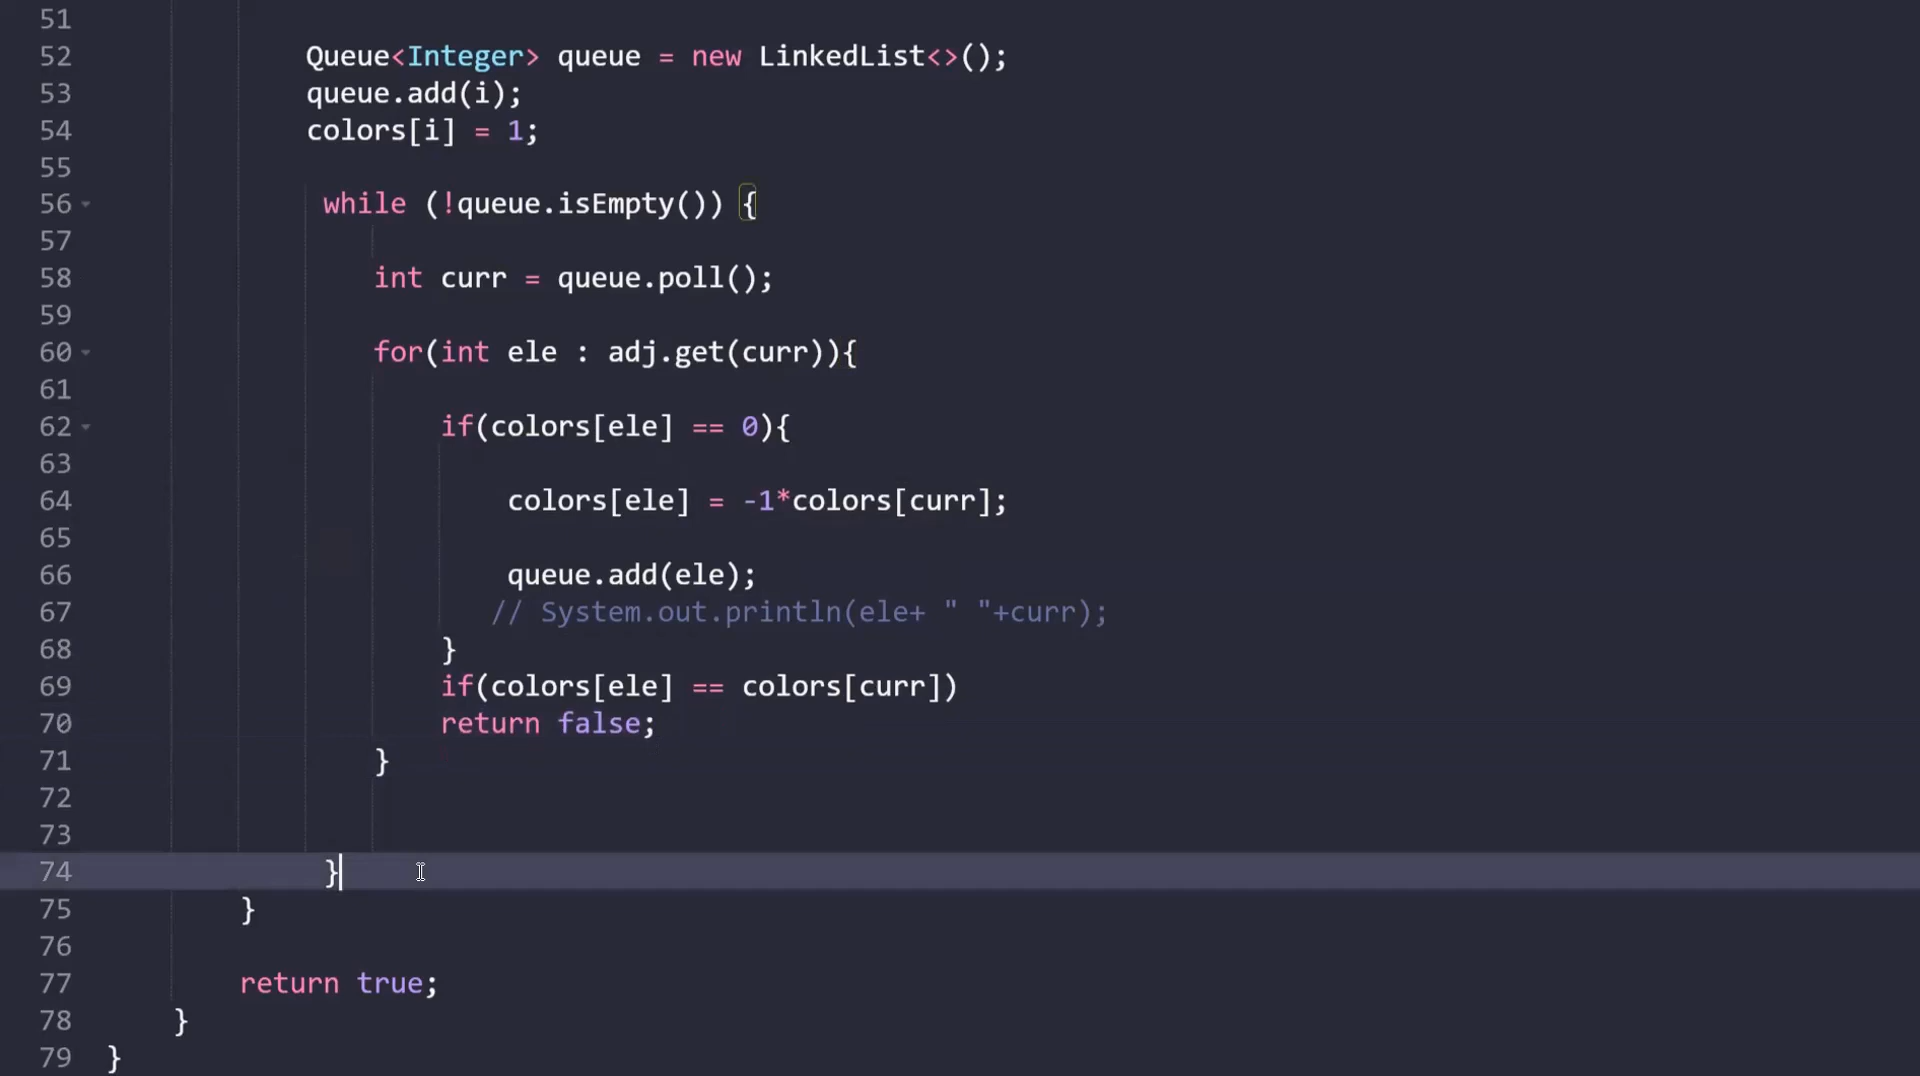 51
52 Queue<Integer> queue = new LinkedList<>();
53 queue.add(i);
54 colors[i] = 1;
55
56 while (!queue.isEmpty()) {
57
58 int curr = queue.poll();
59
60 for(int ele : adj.get(curr)){
61
62 if(colors[ele] == 0){
63
64 colors[ele] = -1*colors[curr];
65
66 queue.add(ele);
67 // System.out.println(ele+ " "+curr);
68 }
69 if(colors[ele] == colors[curr])
70 return false;
71 }
72
73
74 }
75 }
76
77 return true;
78 }
79 }